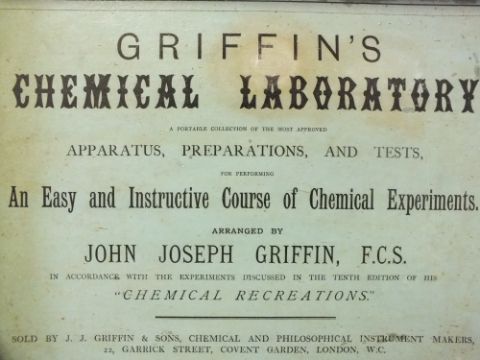 GRIFFIN'S
CHEMICAL LABORATORY
A PORTABLE COLLECTION OF THE MOST APPROVED
APPARATUS, PREPARATIONS, AND TESTS,
FOR PERFORMING
An Easy and Instructive Course of Chemical Experiments.
ARRANGED BY
JOHN JOSEPH GRIFFIN, F.C.S.
IN ACCORDANCE WITH THE EXPERIMENTS DISCUSSED IN THE TENTH EDITION OF HIS
"CHEMICAL RECREATIONS."
SOLD BY J. J. GRIFFIN & SONS, CHEMICAL AND PHILOSOPHICAL INSTRUMENT MAKERS,
22, GARRICK STREET, COVENT GARDEN, LONDON, W.C.